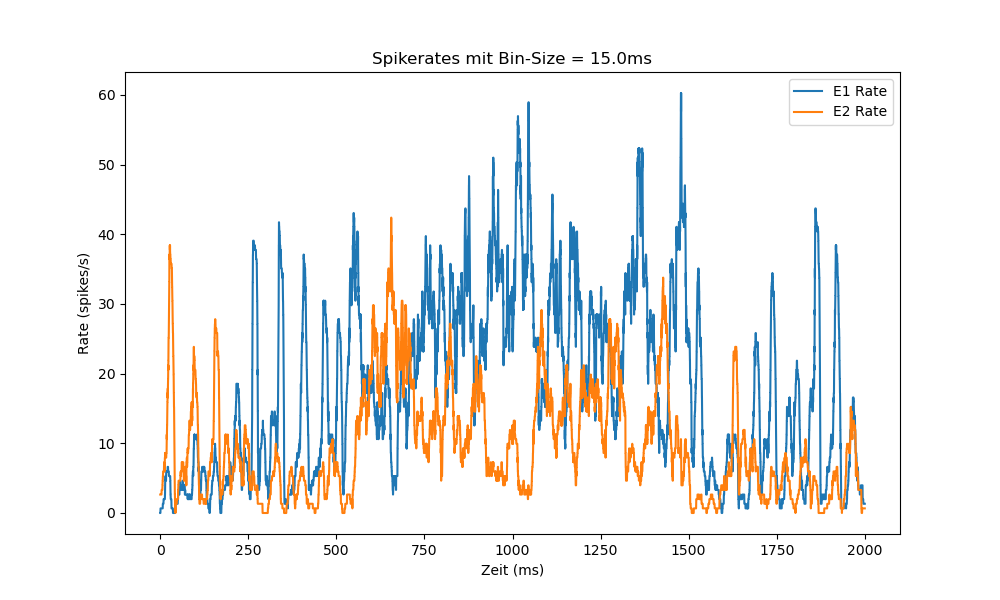 Spikerates mit Bin-Size = 15.0ms
E1 Rate
E2 Rate
60
50
40
30
20
10
0
Rate (spikes/s)
0 250 500 750 1000 1250 1500 1750 2000
Zeit (ms)